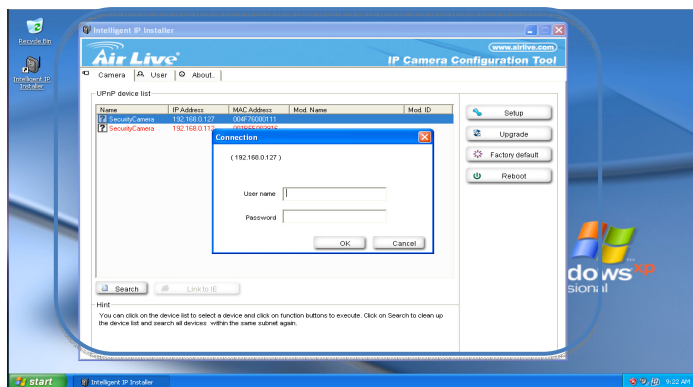 Recycle Bin
Intelligent IP
Installer
Intelligent IP Installer
Air Live
www.airlive.com
IP Camera Configuration Tool
Camera User About..
UPnP device list
Name IP Address MAC Address Mod. Name Mod. ID
SecurityCamera 192.168.0.127 004F76000111
SecurityCamera
Connection
( 192.168.0.127 )
User name
Password
OK Cancel
Setup
Upgrade
Factory default
Reboot
Search Link to IE
Hint
You can click on the device list to select a device and click on function buttons to execute. Click on Search to clean up
the device list and search all devices within the same subnet again.
dows xp
sional
start Intelligent IP Installer 9:22 AM